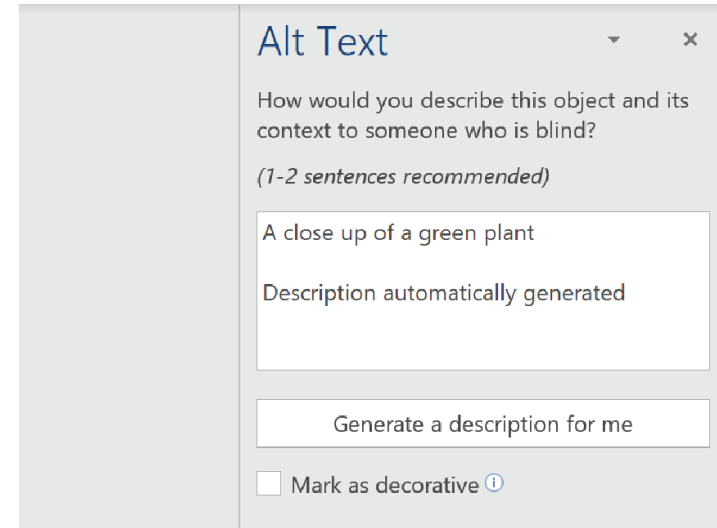 Alt Text
How would you describe this object and its
context to someone who is blind?
(1-2 sentences recommended)
A close up of a green plant
Description automatically generated
Generate a description for me
Mark as decorative